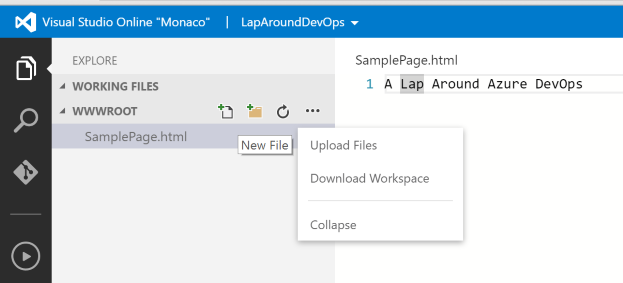 Visual Studio Online "Monaco" | LapAroundDevOps
EXPLORE
WORKING FILES
WWWROOT
SamplePage.html
New File
Upload Files
Download Workspace
Collapse
SamplePage.html
1 A Lap Around Azure DevOps